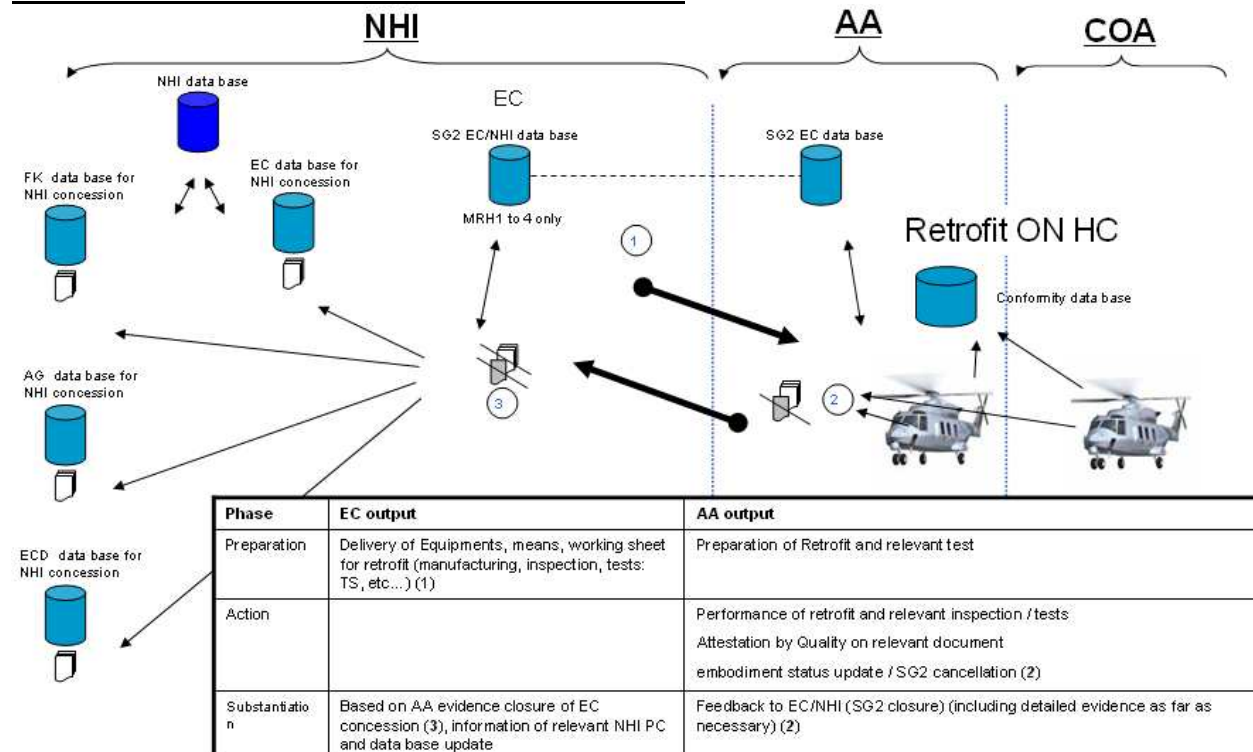 NHI
AA
COA
NHI data base
EC
SG2 EC/NHI data base
SG2 EC data base
FK data base for
NHI concession
EC data base for
NHI concession
MRH1 to 4 only
1
Retrofit ON HC
Conformity data base
AG data base for
NHI concession
3
2
ECD data base for
NHI concession
Phase
EC output
AA output
Preparation
Delivery of Equipments, means, working sheet
for retrofit (manufacturing, inspection, tests:
TS, etc...) (1)
Preparation of Retrofit and relevant test
Action
Performance of retrofit and relevant inspection / tests
Attestation by Quality on relevant document
embodiment status update / SG2 cancellation (2)
Substantiatio
n
Based on AA evidence closure of EC
concession (3), information of relevant NHI PC
and data base update
Feedback to EC/NHI (SG2 closure) (including detailed evidence as far as
necessary) (2)